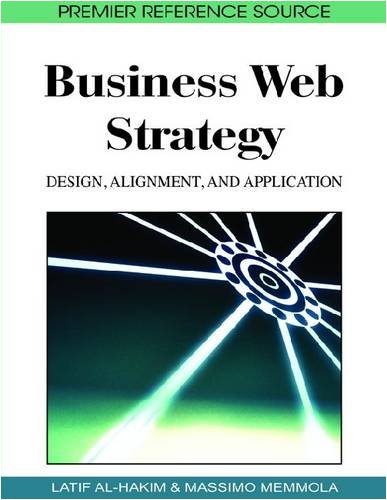 PREMIER REFERENCE SOURCE
Business Web
Strategy
DESIGN, ALIGNMENT, AND APPLICATION
LATIF AL-HAKIM & MASSIMO MEMMOLA